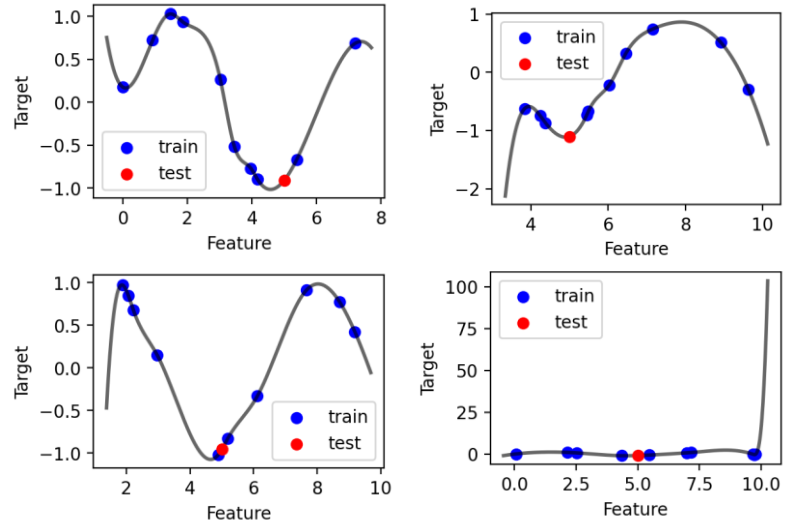 1.0
0.5
0.0
-0.5
-1.0
Target
train
test
0 2 4 6 8
Feature
1
0
-1
-2
Target
train
test
4 6 8 10
Feature
1.0
0.5
0.0
-0.5
-1.0
Target
train
test
2 4 6 8 10
Feature
100
75
50
25
0
Target
train
test
0.0 2.5 5.0 7.5 10.0
Feature